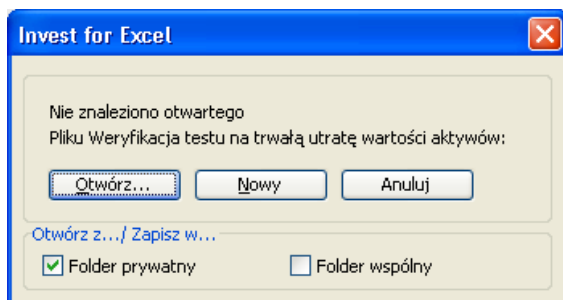 Invest for Excel
Nie znaleziono otwartego
Pliku Weryfikacja testu na trwałą utratę wartości aktywów:
Otwórz... Nowy Anuluj
Otwórz z.../ Zapisz w...
Folder prywatny Folder wspólny